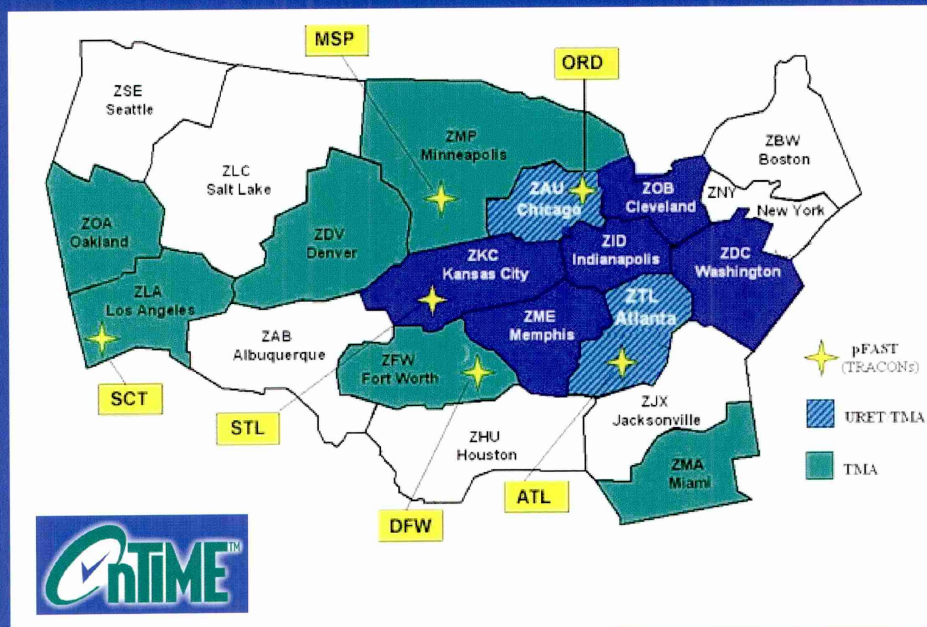 MSP
ORD
ZSE
Seattle
ZMP
Minneapolis
ZBW
Boston
ZLC
Salt Lake
ZAU
Chicago
ZOB
Cleveland
ZNY
New York
ZOA
Oakland
ZDV
Denver
ZID
Indianapolis
ZKC
Kansas City
ZDC
Washington
ZLA
Los Angeles
ZTL
Atlanta
ZME
Memphis
ZAB
Albuquerque
ZFW
Fort Worth
pFAST
(TRACONs)
SCT
STL
ZJX
Jacksonville
URET/TMA
ZHU
Houston
ZMA
Miami
TMA
ATL
DFW
OnTIME™